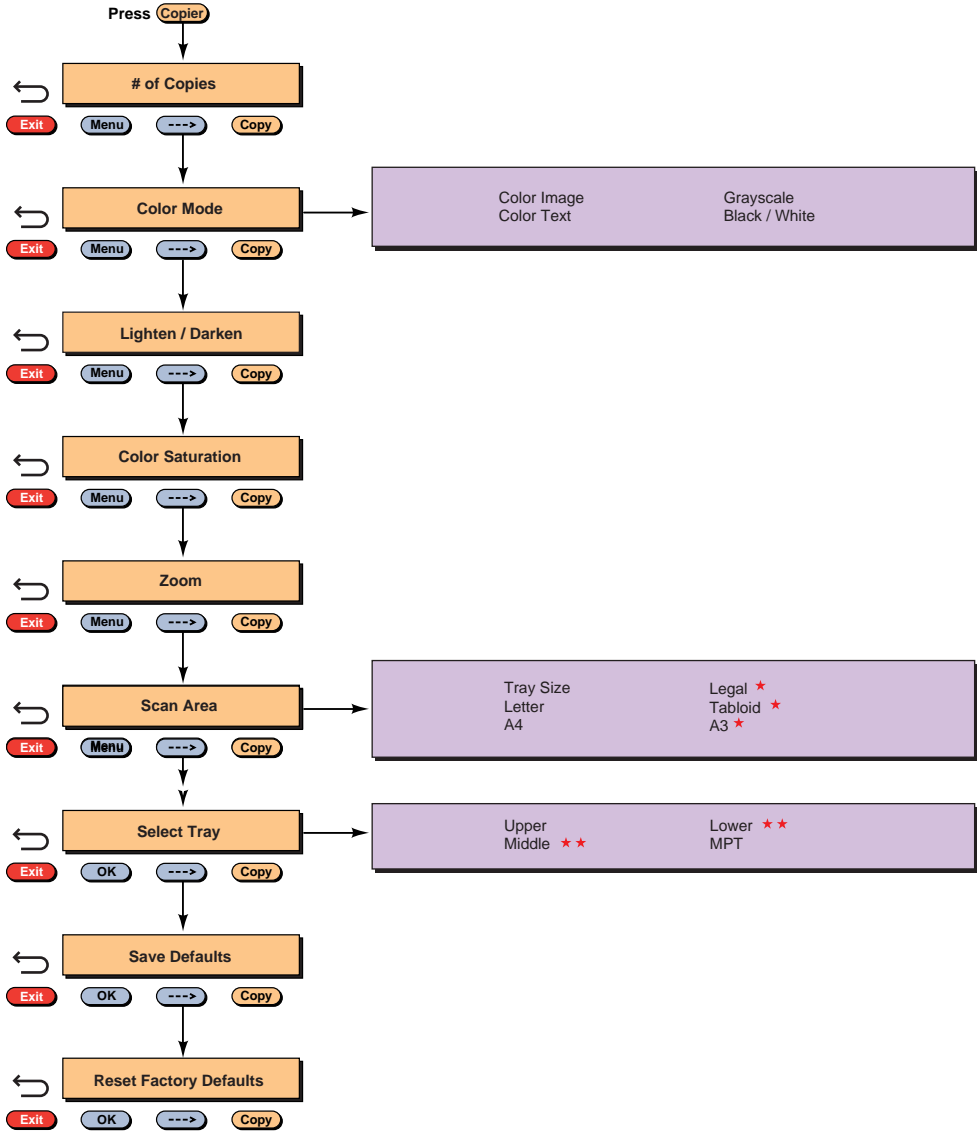 Press Copier
# of Copies
Exit Menu ---> Copy
Color Mode
Color Image Grayscale
Color Text Black / White
Exit Menu ---> Copy
Lighten / Darken
Exit Menu ---> Copy
Color Saturation
Exit Menu ---> Copy
Zoom
Exit Menu ---> Copy
Scan Area
Tray Size Legal ★
Letter Tabloid ★
A4 A3 ★
Exit Menu ---> Copy
Select Tray
Upper Lower ★ ★
Middle ★ ★ MPT
Exit OK ---> Copy
Save Defaults
Exit OK ---> Copy
Reset Factory Defaults
Exit OK ---> Copy